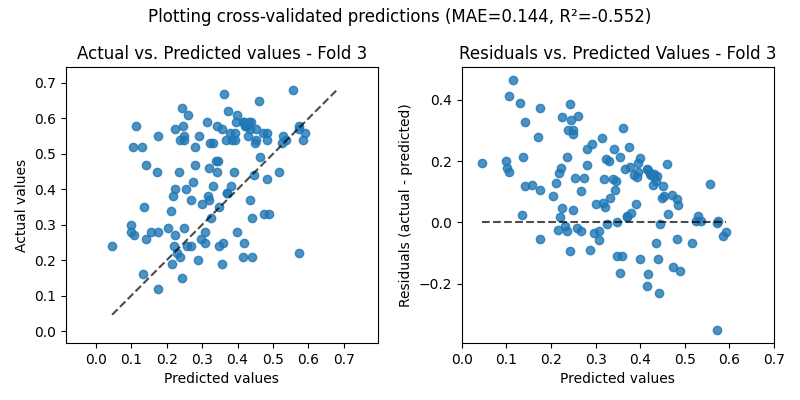 Plotting cross-validated predictions (MAE=0.144, R²=-0.552)
Actual vs. Predicted values - Fold 3
Actual values
0.7
0.6
0.5
0.4
0.3
0.2
0.1
0.0
0.0 0.1 0.2 0.3 0.4 0.5 0.6 0.7
Predicted values
Residuals vs. Predicted Values - Fold 3
Residuals (actual - predicted)
0.4
0.2
0.0
−0.2
0.0 0.1 0.2 0.3 0.4 0.5 0.6 0.7
Predicted values